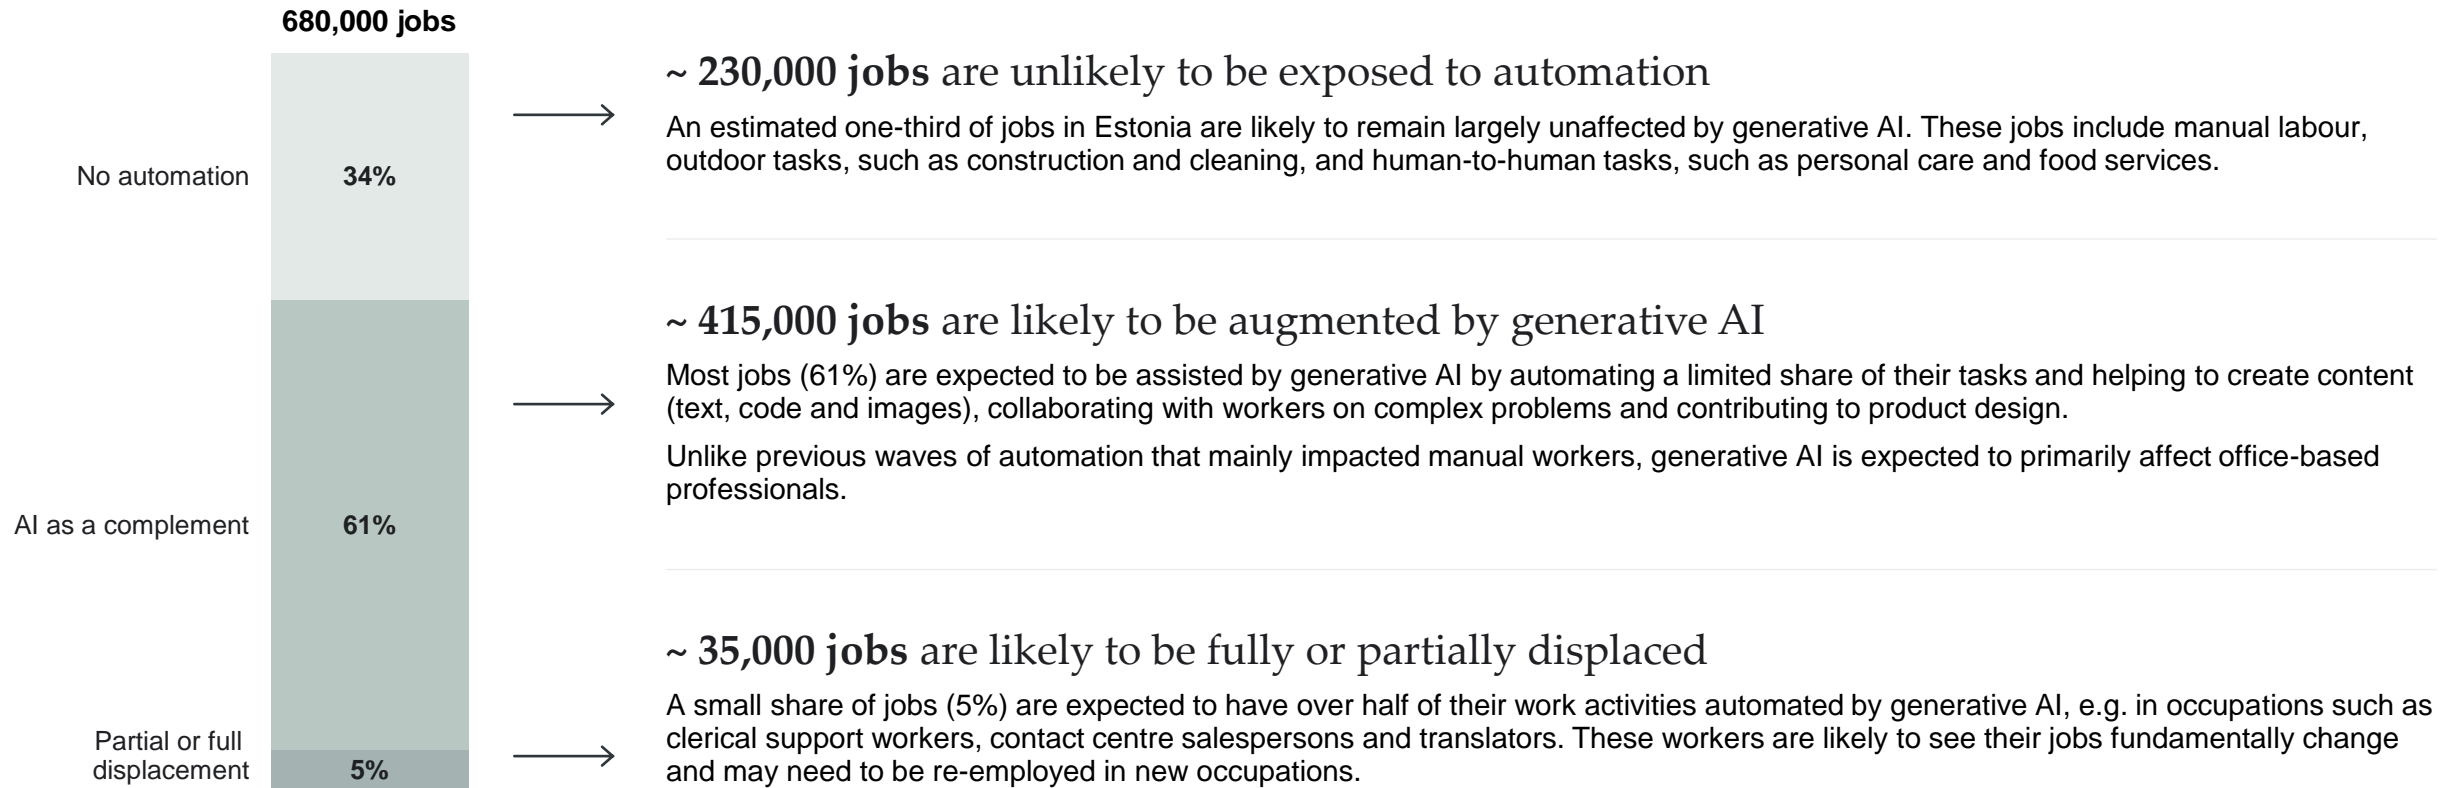 680,000 jobs
No automation
34%
~ 230,000 jobs are unlikely to be exposed to automation
An estimated one-third of jobs in Estonia are likely to remain largely unaffected by generative AI. These jobs include manual labour,
outdoor tasks, such as construction and cleaning, and human-to-human tasks, such as personal care and food services.
AI as a complement
61%
~ 415,000 jobs are likely to be augmented by generative AI
Most jobs (61%) are expected to be assisted by generative AI by automating a limited share of their tasks and helping to create content
(text, code and images), collaborating with workers on complex problems and contributing to product design.
Unlike previous waves of automation that mainly impacted manual workers, generative AI is expected to primarily affect office-based
professionals.
Partial or full
displacement
5%
~ 35,000 jobs are likely to be fully or partially displaced
A small share of jobs (5%) are expected to have over half of their work activities automated by generative AI, e.g. in occupations such as
clerical support workers, contact centre salespersons and translators. These workers are likely to see their jobs fundamentally change
and may need to be re-employed in new occupations.